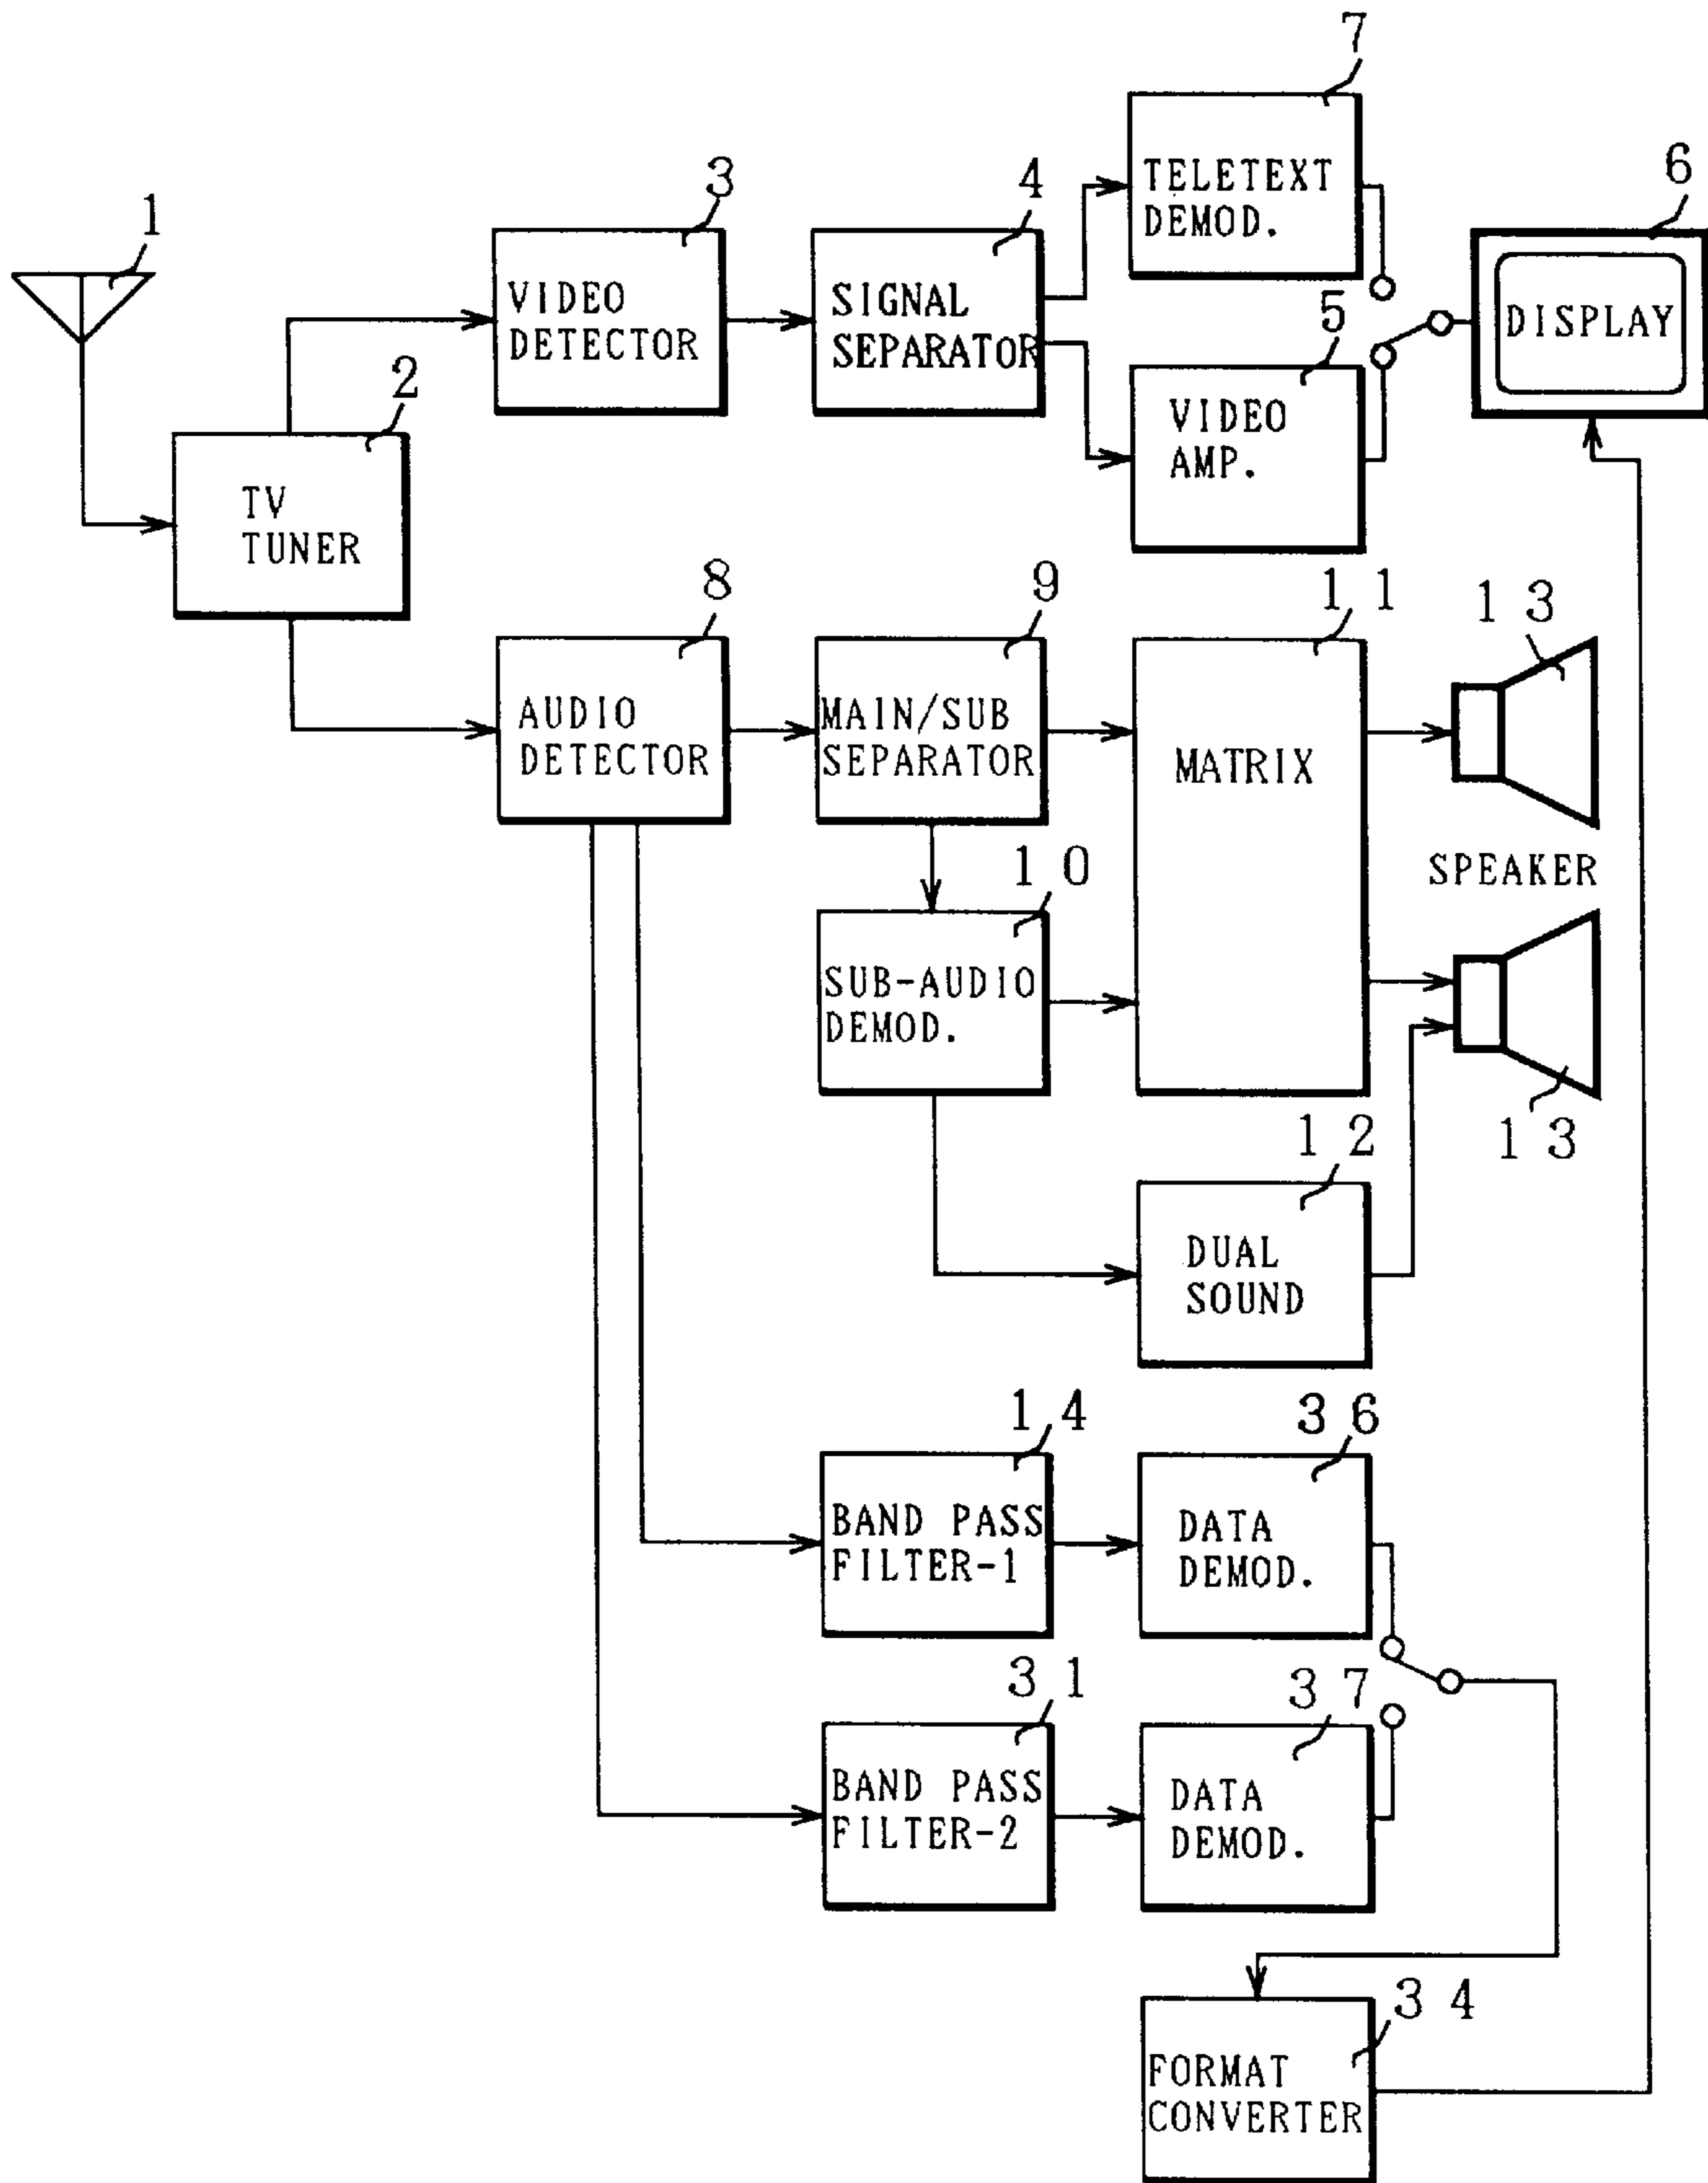 7
TELETEXT
DEMOD.
6
DISPLAY
3
VIDEO
DETECTOR
4
SIGNAL
SEPARATOR
5
VIDEO
AMP.
1
2
TV
TUNER
8
AUDIO
DETECTOR
9
MAIN/SUB
SEPARATOR
11
MATRIX
13
SPEAKER
13
10
SUB-AUDIO
DEMOD.
12
DUAL
SOUND
14
BAND PASS
FILTER-1
36
DATA
DEMOD.
31
BAND PASS
FILTER-2
37
DATA
DEMOD.
34
FORMAT
CONVERTER